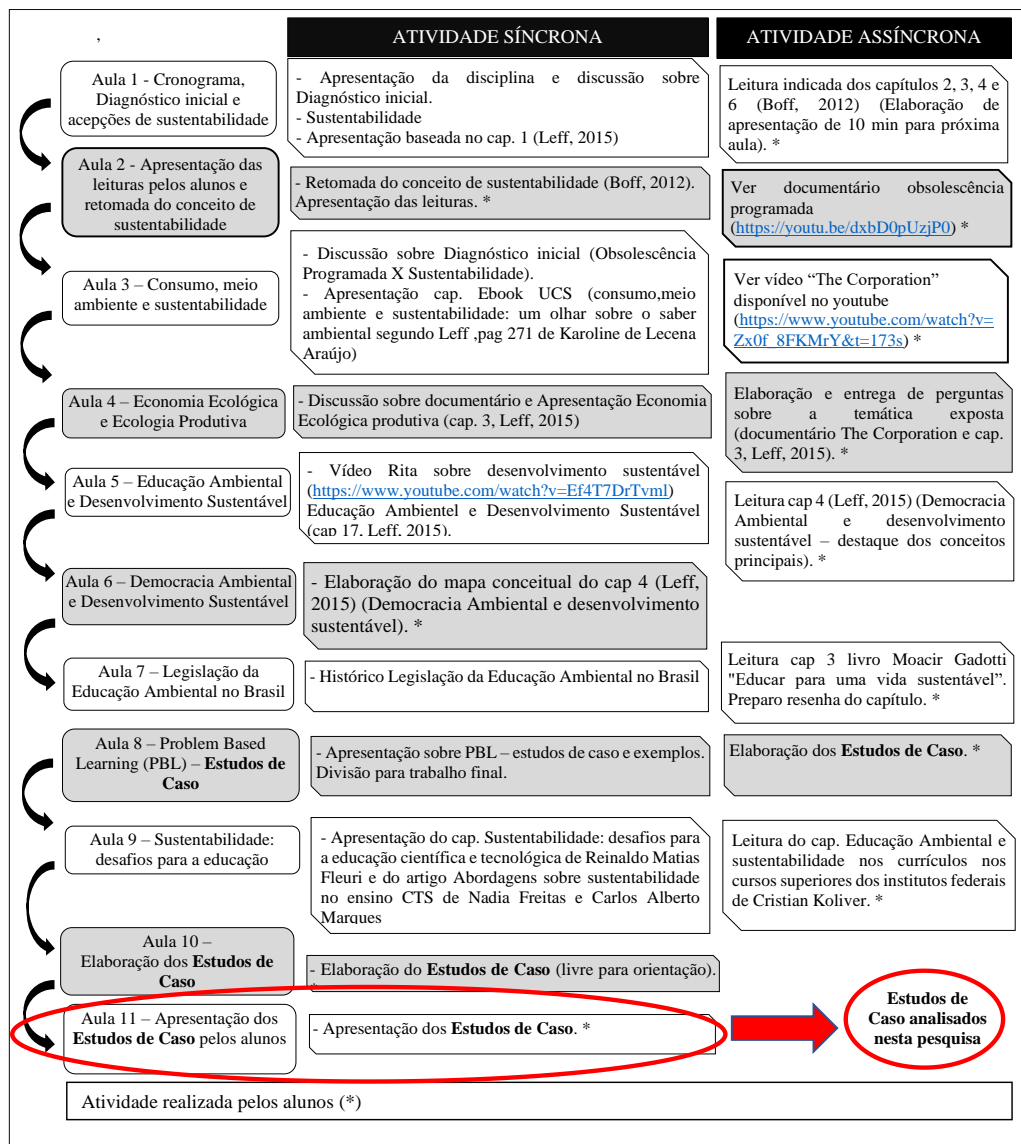 ,
ATIVIDADE SÍNCRONA
ATIVIDADE ASSÍNCRONA
Aula 1 - Cronograma,
Diagnóstico inicial e
acepções de sustentabilidade
- Apresentação da disciplina e discussão sobre
Diagnóstico inicial.
- Sustentabilidade
- Apresentação baseada no cap. 1 (Leff, 2015)
Leitura indicada dos capítulos 2, 3, 4 e
6 (Boff, 2012) (Elaboração de
apresentação de 10 min para próxima
aula). *
Aula 2 - Apresentação das
leituras pelos alunos e
retomada do conceito de
sustentabilidade
- Retomada do conceito de sustentabilidade (Boff, 2012).
Apresentação das leituras. *
Ver documentário obsolescência
programada
(https://youtu.be/dxbD0pUzjP0) *
Aula 3 – Consumo, meio
ambiente e sustentabilidade
- Discussão sobre Diagnóstico inicial (Obsolescência
Programada X Sustentabilidade).
- Apresentação cap. Ebook UCS (consumo,meio
ambiente e sustentabilidade: um olhar sobre o saber
ambiental segundo Leff ,pag 271 de Karoline de Lecena
Araújo)
Ver vídeo “The Corporation”
disponível no youtube
(https://www.youtube.com/watch?v=
Zx0f_8FKMrY&t=173s) *
Aula 4 – Economia Ecológica
e Ecologia Produtiva
- Discussão sobre documentário e Apresentação Economia
Ecológica produtiva (cap. 3, Leff, 2015)
Elaboração e entrega de perguntas
sobre a temática exposta
(documentário The Corporation e cap.
3, Leff, 2015). *
Aula 5 – Educação Ambiental
e Desenvolvimento Sustentável
- Vídeo Rita sobre desenvolvimento sustentável
(https://www.youtube.com/watch?v=Ef4T7DrTvml)
Educação Ambientel e Desenvolvimento Sustentável
(cap 17, Leff, 2015).
Leitura cap 4 (Leff, 2015) (Democracia
Ambiental e desenvolvimento
sustentável – destaque dos conceitos
principais). *
Aula 6 – Democracia Ambiental
e Desenvolvimento Sustentável
- Elaboração do mapa conceitual do cap 4 (Leff,
2015) (Democracia Ambiental e desenvolvimento
sustentável). *
Aula 7 – Legislação da
Educação Ambiental no Brasil
- Histórico Legislação da Educação Ambiental no Brasil
Leitura cap 3 livro Moacir Gadotti
"Educar para uma vida sustentável”.
Preparo resenha do capítulo. *
Aula 8 – Problem Based
Learning (PBL) – Estudos de
Caso
- Apresentação sobre PBL – estudos de caso e exemplos.
Divisão para trabalho final.
Elaboração dos Estudos de Caso. *
Aula 9 – Sustentabilidade:
desafios para a educação
- Apresentação do cap. Sustentabilidade: desafios para
a educação científica e tecnológica de Reinaldo Matias
Fleuri e do artigo Abordagens sobre sustentabilidade
no ensino CTS de Nadia Freitas e Carlos Alberto
Marques
Leitura do cap. Educação Ambiental e
sustentabilidade nos currículos nos
cursos superiores dos institutos federais
de Cristian Koliver. *
Aula 10 –
Elaboração dos Estudos de
Caso
- Elaboração do Estudos de Caso (livre para orientação).
*
Aula 11 – Apresentação dos
Estudos de Caso pelos alunos
- Apresentação dos Estudos de Caso. *
Estudos de
Caso analisados
nesta pesquisa
Atividade realizada pelos alunos (*)